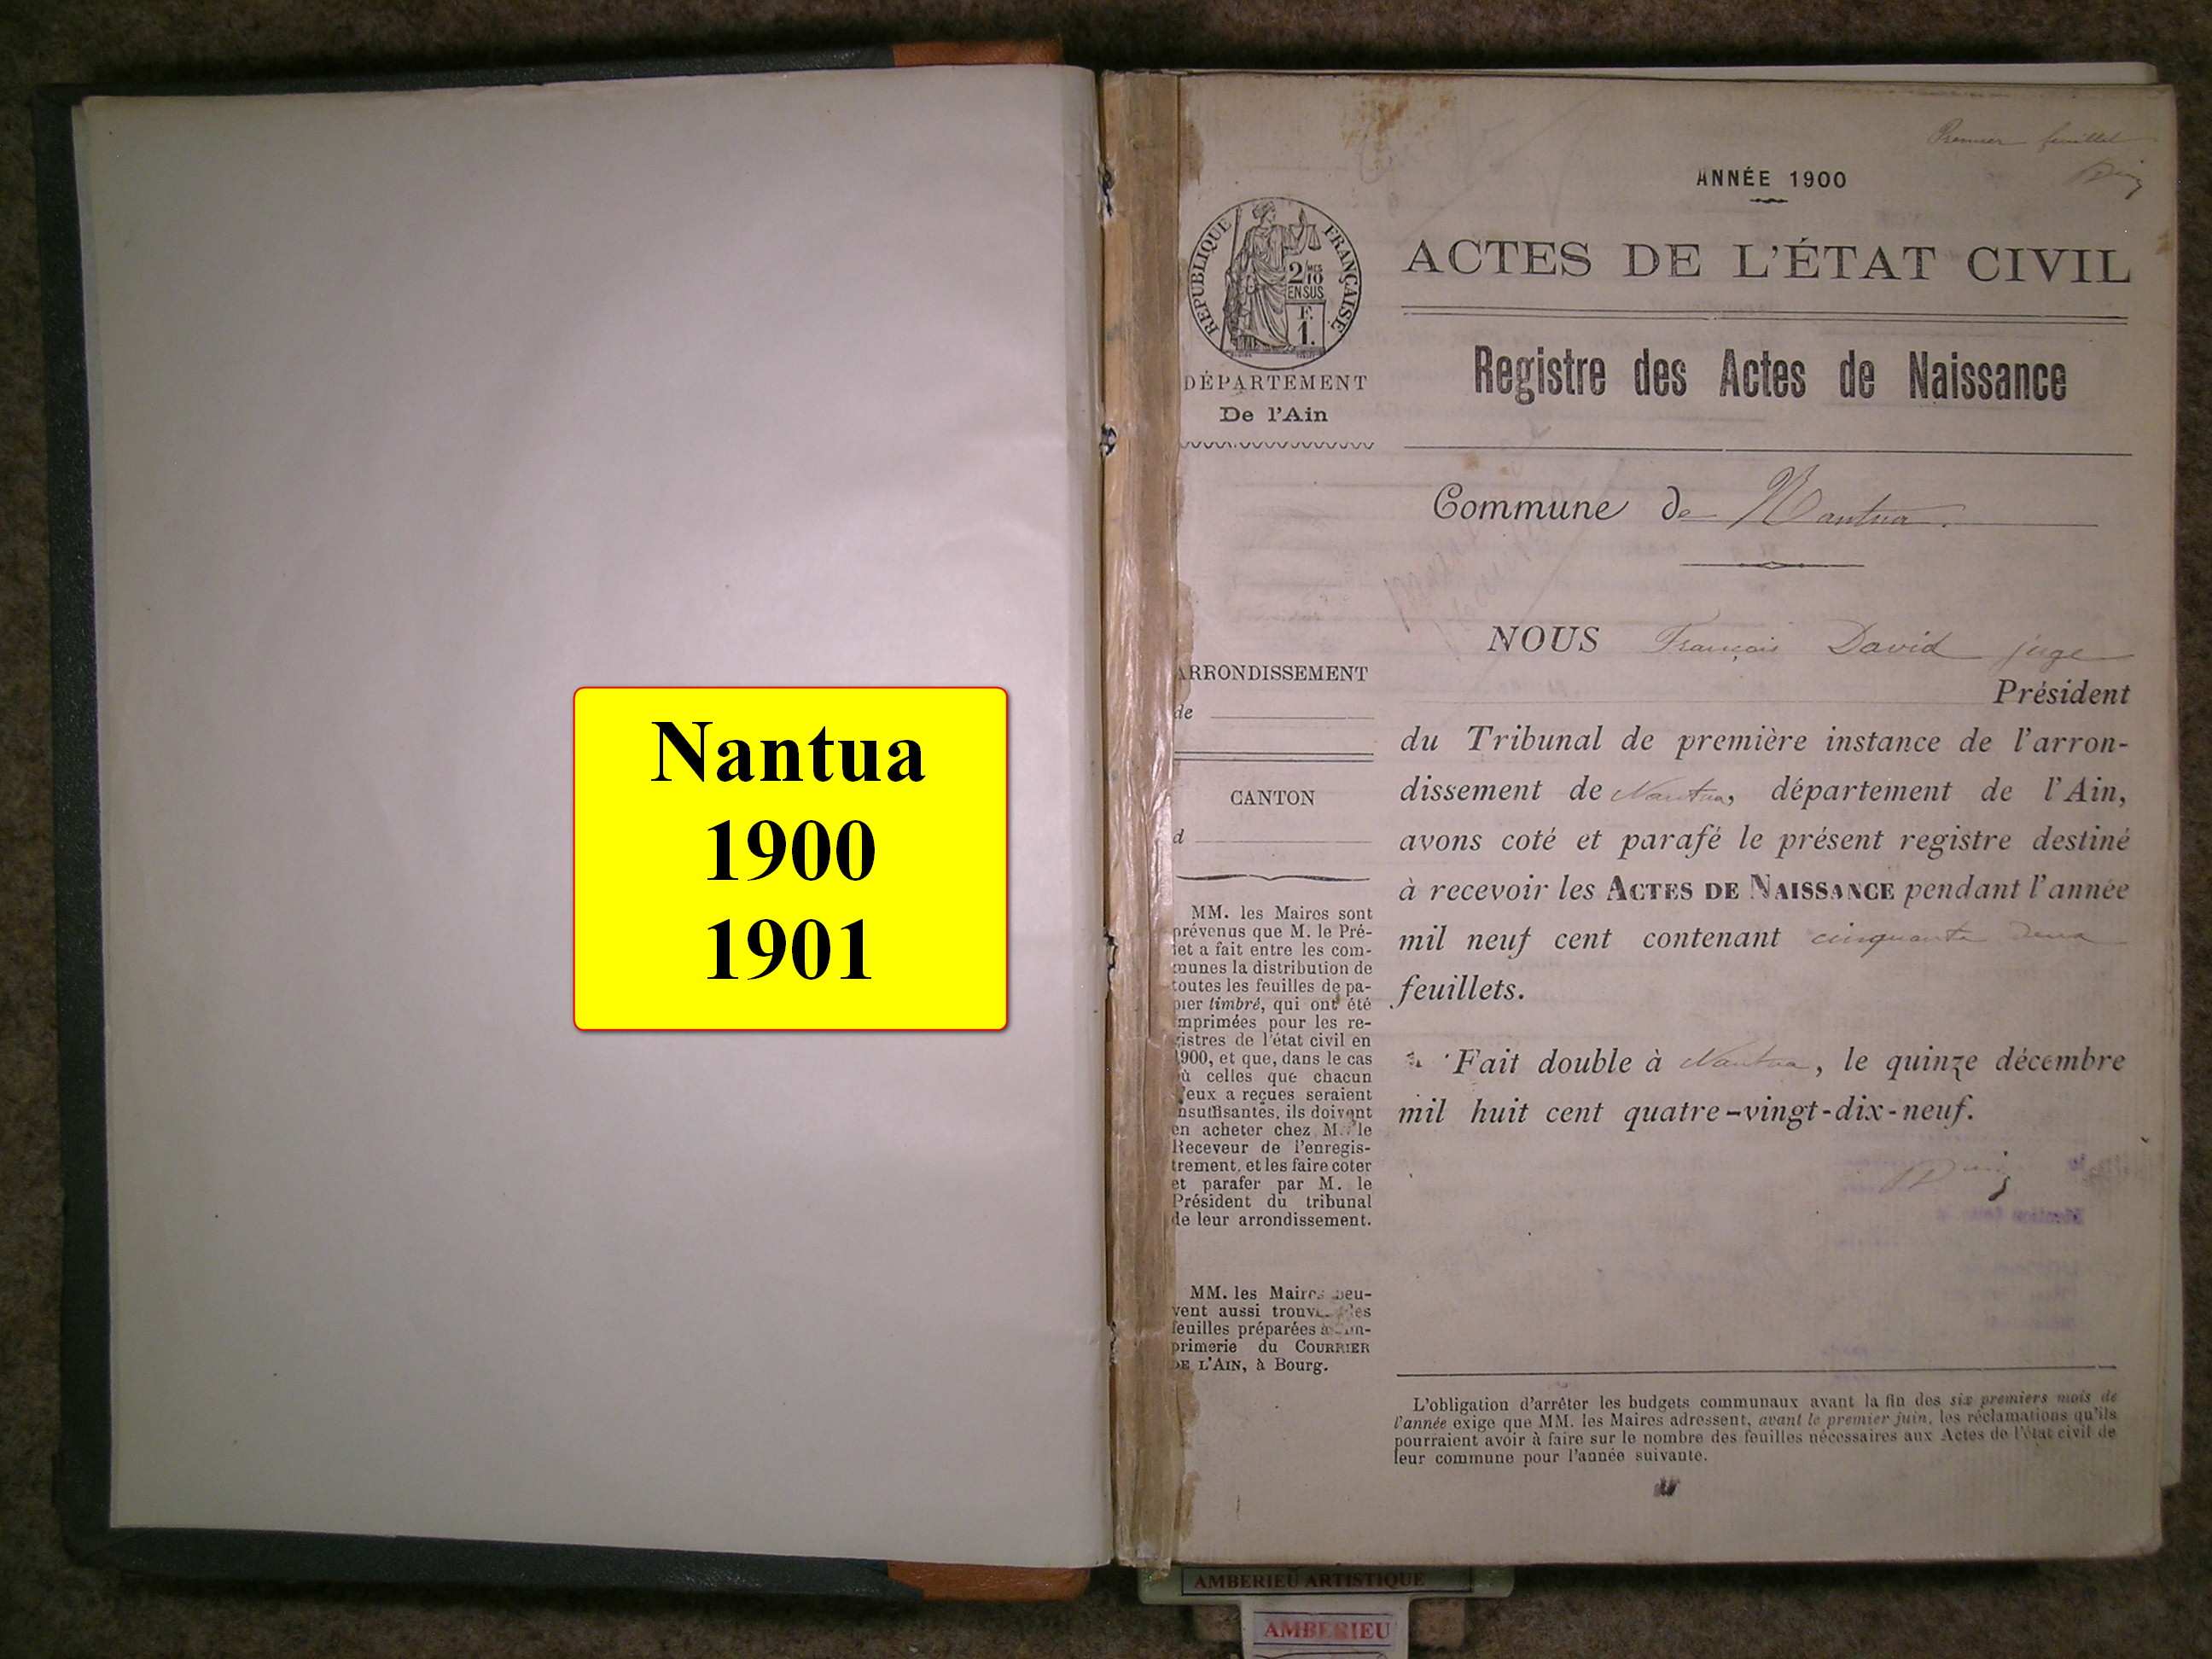 Nantua
1900
1901
Premier feuillet
ANNÉE 1900
ACTES DE L'ÉTAT CIVIL
RÉPUBLIQUE FRANÇAISE
2/10 MES
EN SUS
F.
1.
DÉPARTEMENT
De l'Ain
Registre des Actes de Naissance
Commune de Nantua.
ARRONDISSEMENT
de
CANTON
d
MM. les Maires sont
prévenus que M. le Pré-
fet a fait entre les com-
munes la distribution de
toutes les feuilles de pa-
pier timbré, qui ont été
imprimées pour les re-
gistres de l'état civil en
1900, et que, dans le cas
où celles que chacun
d'eux a reçues seraient
insuffisantes, ils doivent
en acheter chez M. le
Receveur de l'enregis-
trement, et les faire coter
et parafer par M. le
Président du tribunal
de leur arrondissement.
MM. les Maires peu-
vent aussi trouver des
feuilles préparées à l'im-
primerie du COURRIER
DE L'AIN, à Bourg.
NOUS François David juge
Président
du Tribunal de première instance de l'arron-
dissement de Nantua, département de l'Ain,
avons coté et parafé le présent registre destiné
à recevoir les ACTES DE NAISSANCE pendant l'année
mil neuf cent contenant cinquante deux
feuillets.
Fait double à Nantua, le quinze décembre
mil huit cent quatre-vingt-dix-neuf.
L'obligation d'arrêter les budgets communaux avant la fin des six premiers mois de
l'année exige que MM. les Maires adressent, avant le premier juin, les réclamations qu'ils
pourraient avoir à faire sur le nombre des feuilles nécessaires aux Actes de l'état civil de
leur commune pour l'année suivante.
AMBERIEU ARTISTIQUE
AMBERIEU